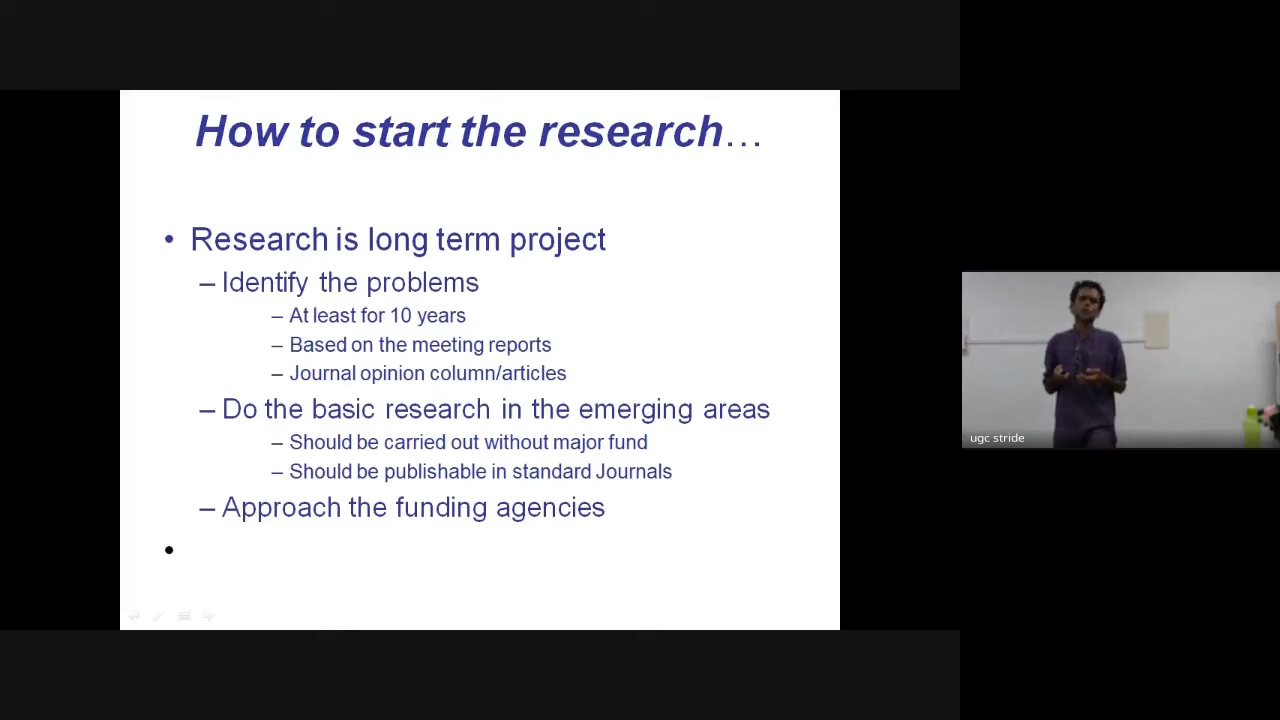 How to start the research…
• Research is long term project
– Identify the problems
– At least for 10 years
– Based on the meeting reports
– Journal opinion column/articles
– Do the basic research in the emerging areas
– Should be carried out without major fund
– Should be publishable in standard Journals
– Approach the funding agencies
•
ugc stride